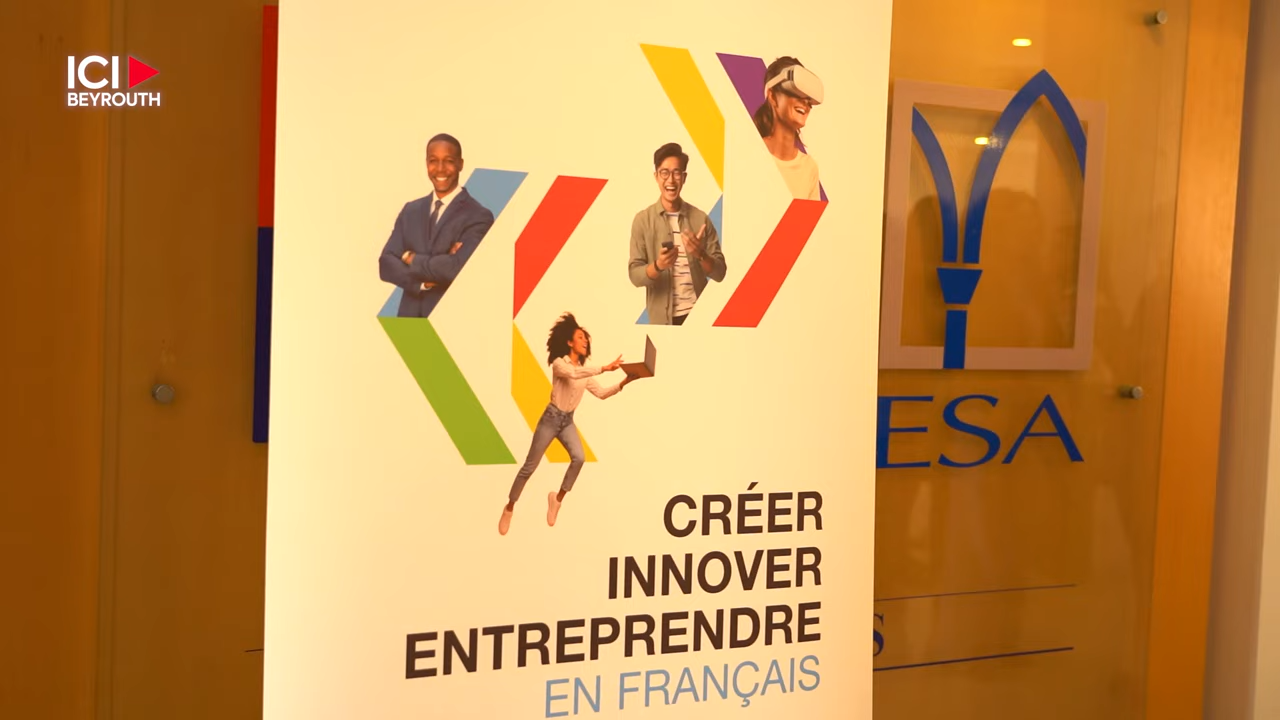 ICI
BEYROUTH
ESA
CRÉER
INNOVER
ENTREPRENDRE
EN FRANÇAIS